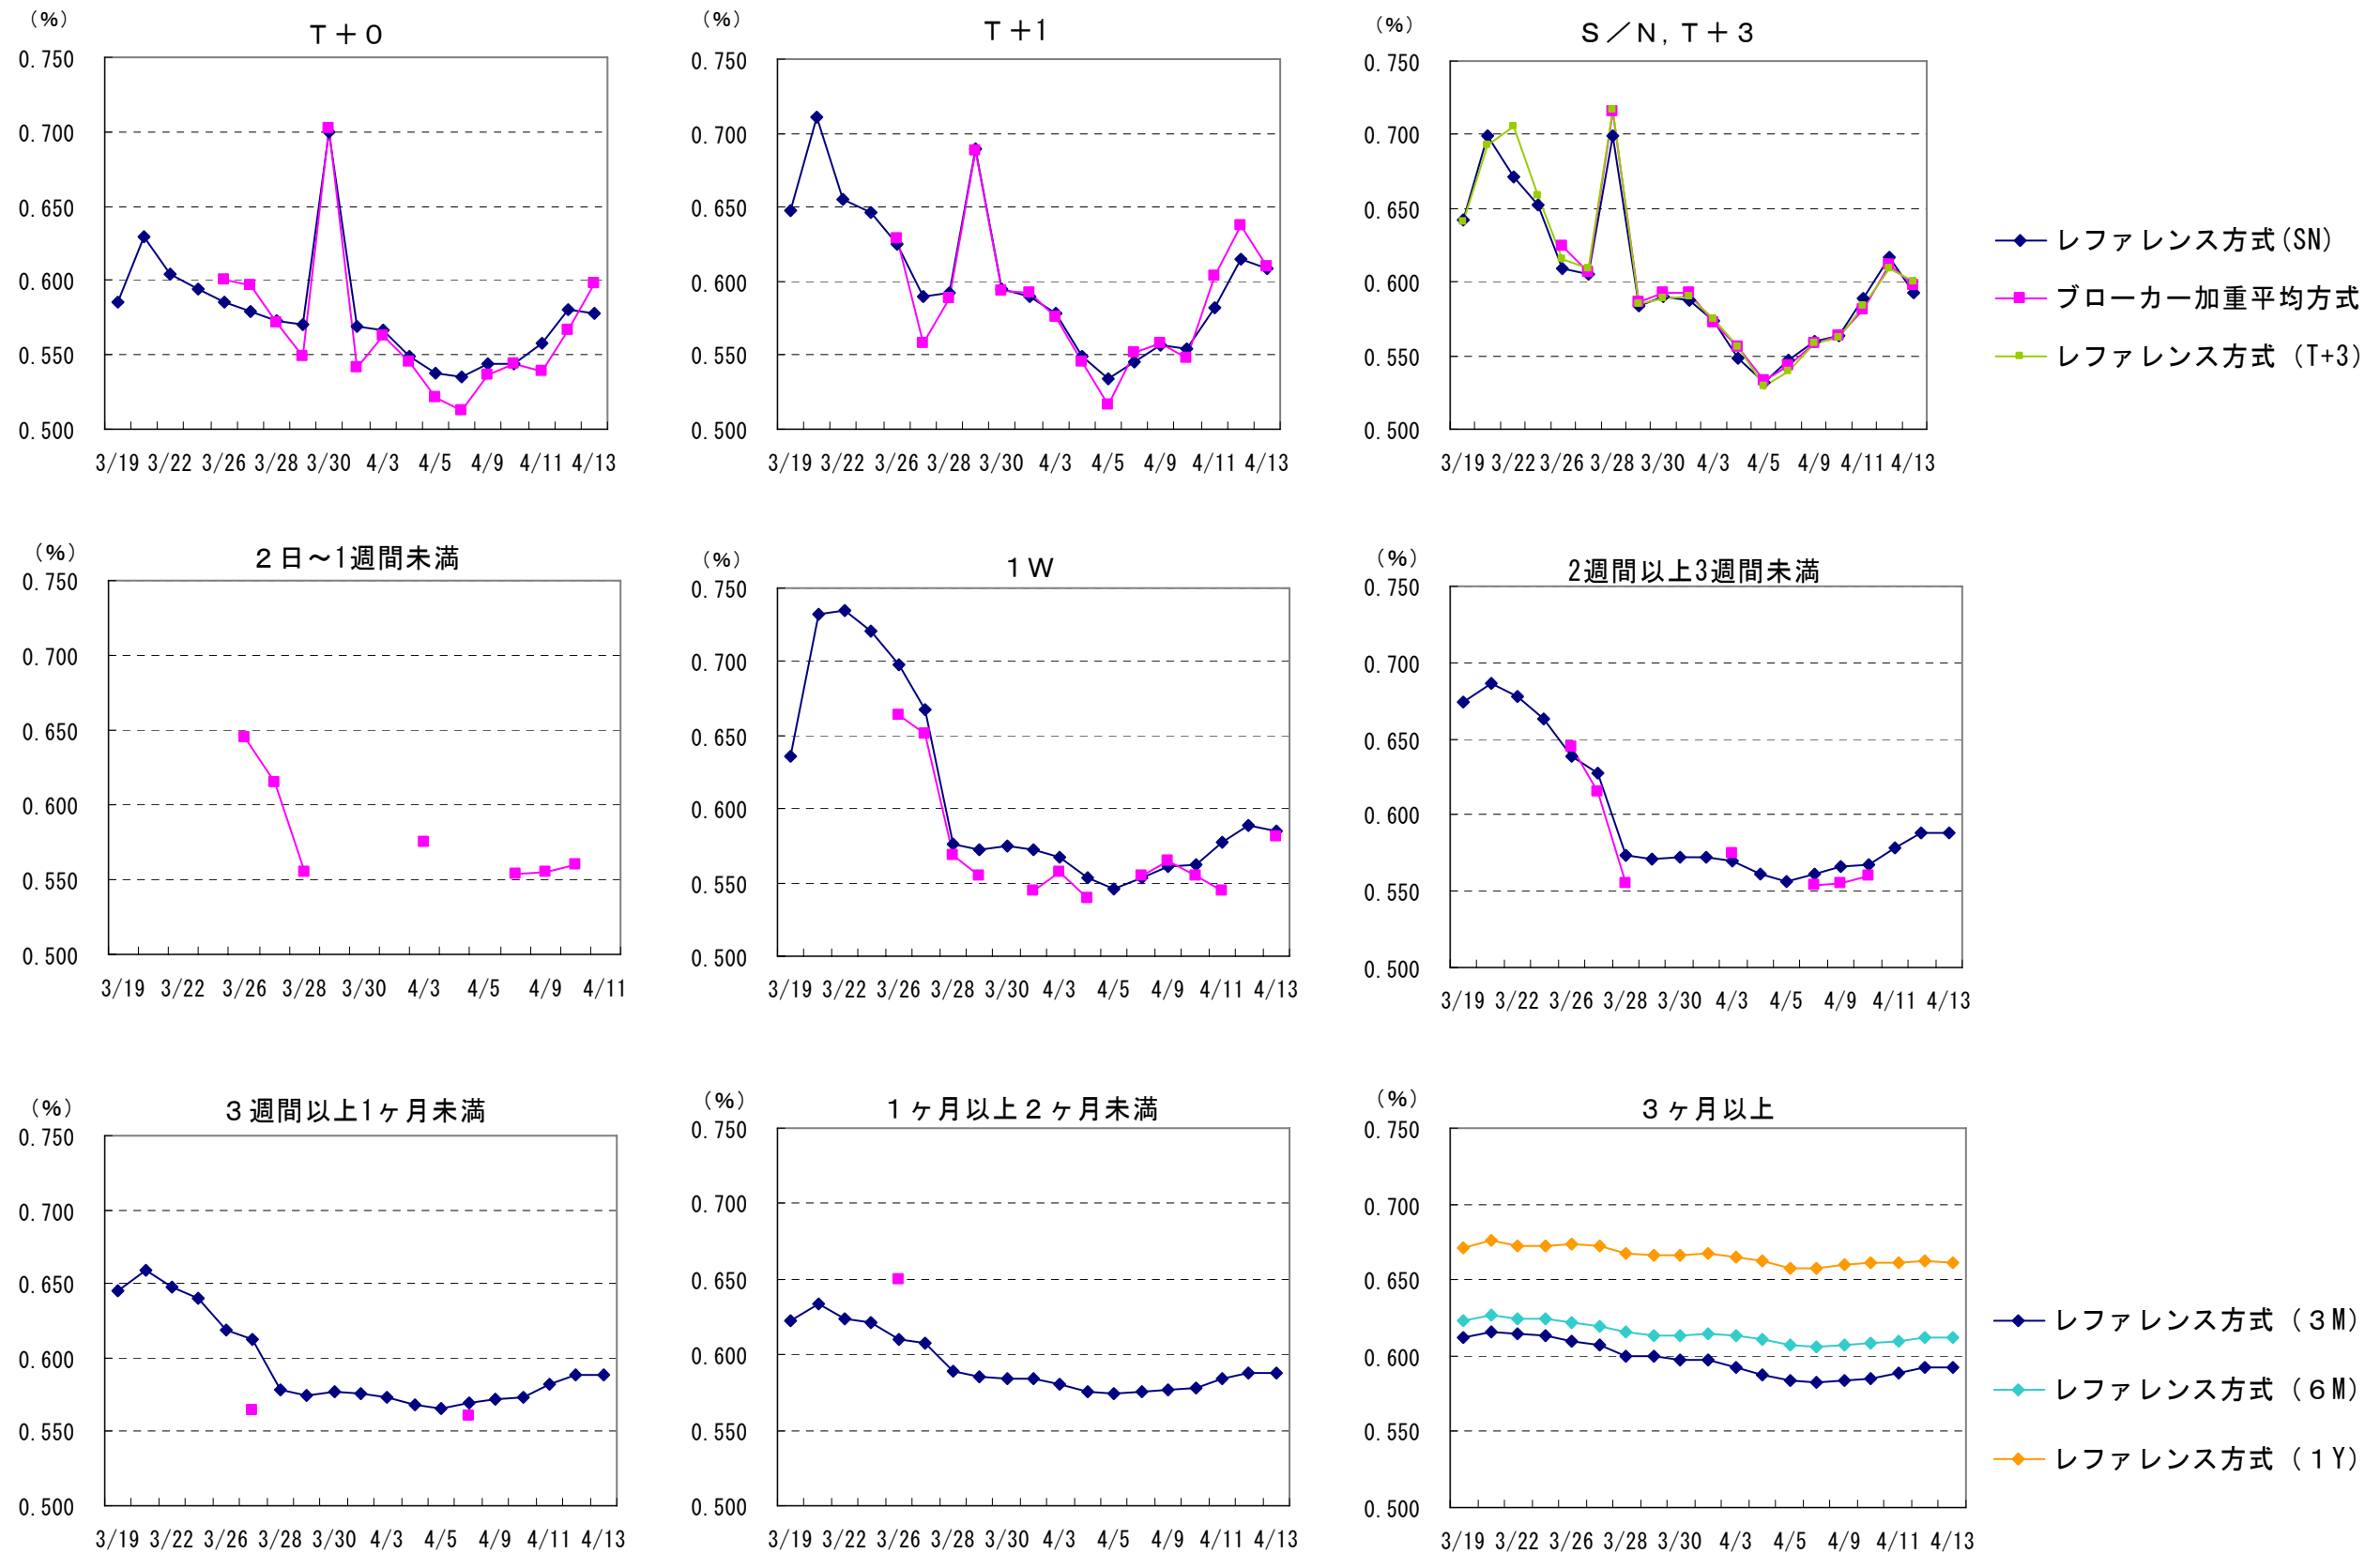 （%）
Ｔ＋０
0.750
0.700
0.650
0.600
0.550
0.500
3/19 3/22 3/26 3/28 3/30 4/3 4/5 4/9 4/11 4/13
（%）
Ｔ＋1
0.750
0.700
0.650
0.600
0.550
0.500
3/19 3/22 3/26 3/28 3/30 4/3 4/5 4/9 4/11 4/13
（%）
Ｓ／Ｎ，Ｔ＋３
0.750
0.700
0.650
0.600
0.550
0.500
3/19 3/22 3/26 3/28 3/30 4/3 4/5 4/9 4/11 4/13
レファレンス方式(SN)
ブローカー加重平均方式
レファレンス方式（T+3）
（%）
２日～1週間未満
0.750
0.700
0.650
0.600
0.550
0.500
3/19 3/22 3/26 3/28 3/30 4/3 4/5 4/9 4/11
（%）
１Ｗ
0.750
0.700
0.650
0.600
0.550
0.500
3/19 3/22 3/26 3/28 3/30 4/3 4/5 4/9 4/11 4/13
（%）
2週間以上3週間未満
0.750
0.700
0.650
0.600
0.550
0.500
3/19 3/22 3/26 3/28 3/30 4/3 4/5 4/9 4/11 4/13
（%）
３週間以上1ヶ月未満
0.750
0.700
0.650
0.600
0.550
0.500
3/19 3/22 3/26 3/28 3/30 4/3 4/5 4/9 4/11 4/13
（%）
１ヶ月以上２ヶ月未満
0.750
0.700
0.650
0.600
0.550
0.500
3/19 3/22 3/26 3/28 3/30 4/3 4/5 4/9 4/11 4/13
（%）
３ヶ月以上
0.750
0.700
0.650
0.600
0.550
0.500
3/19 3/22 3/26 3/28 3/30 4/3 4/5 4/9 4/11 4/13
レファレンス方式（３M）
レファレンス方式（６M）
レファレンス方式（１Y）